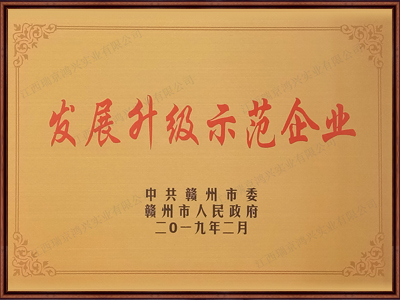 发展升级示范企业
中共赣州市委
赣州市人民政府
二〇一九年二月